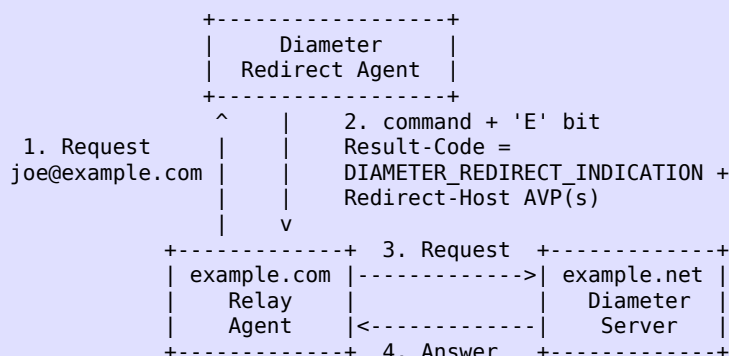 +------------------+
|     Diameter     |
|  Redirect Agent  |
+------------------+
^    |    2. command + 'E' bit
1. Request     |    |    Result-Code =
joe@example.com |    |    DIAMETER_REDIRECT_INDICATION +
|    |    Redirect-Host AVP(s)
|    v
+-------------+  3. Request  +-------------+
| example.com |------------->| example.net |
|    Relay    |              |   Diameter  |
|    Agent    |<-------------|    Server   |
+-------------+  4. Answer   +-------------+